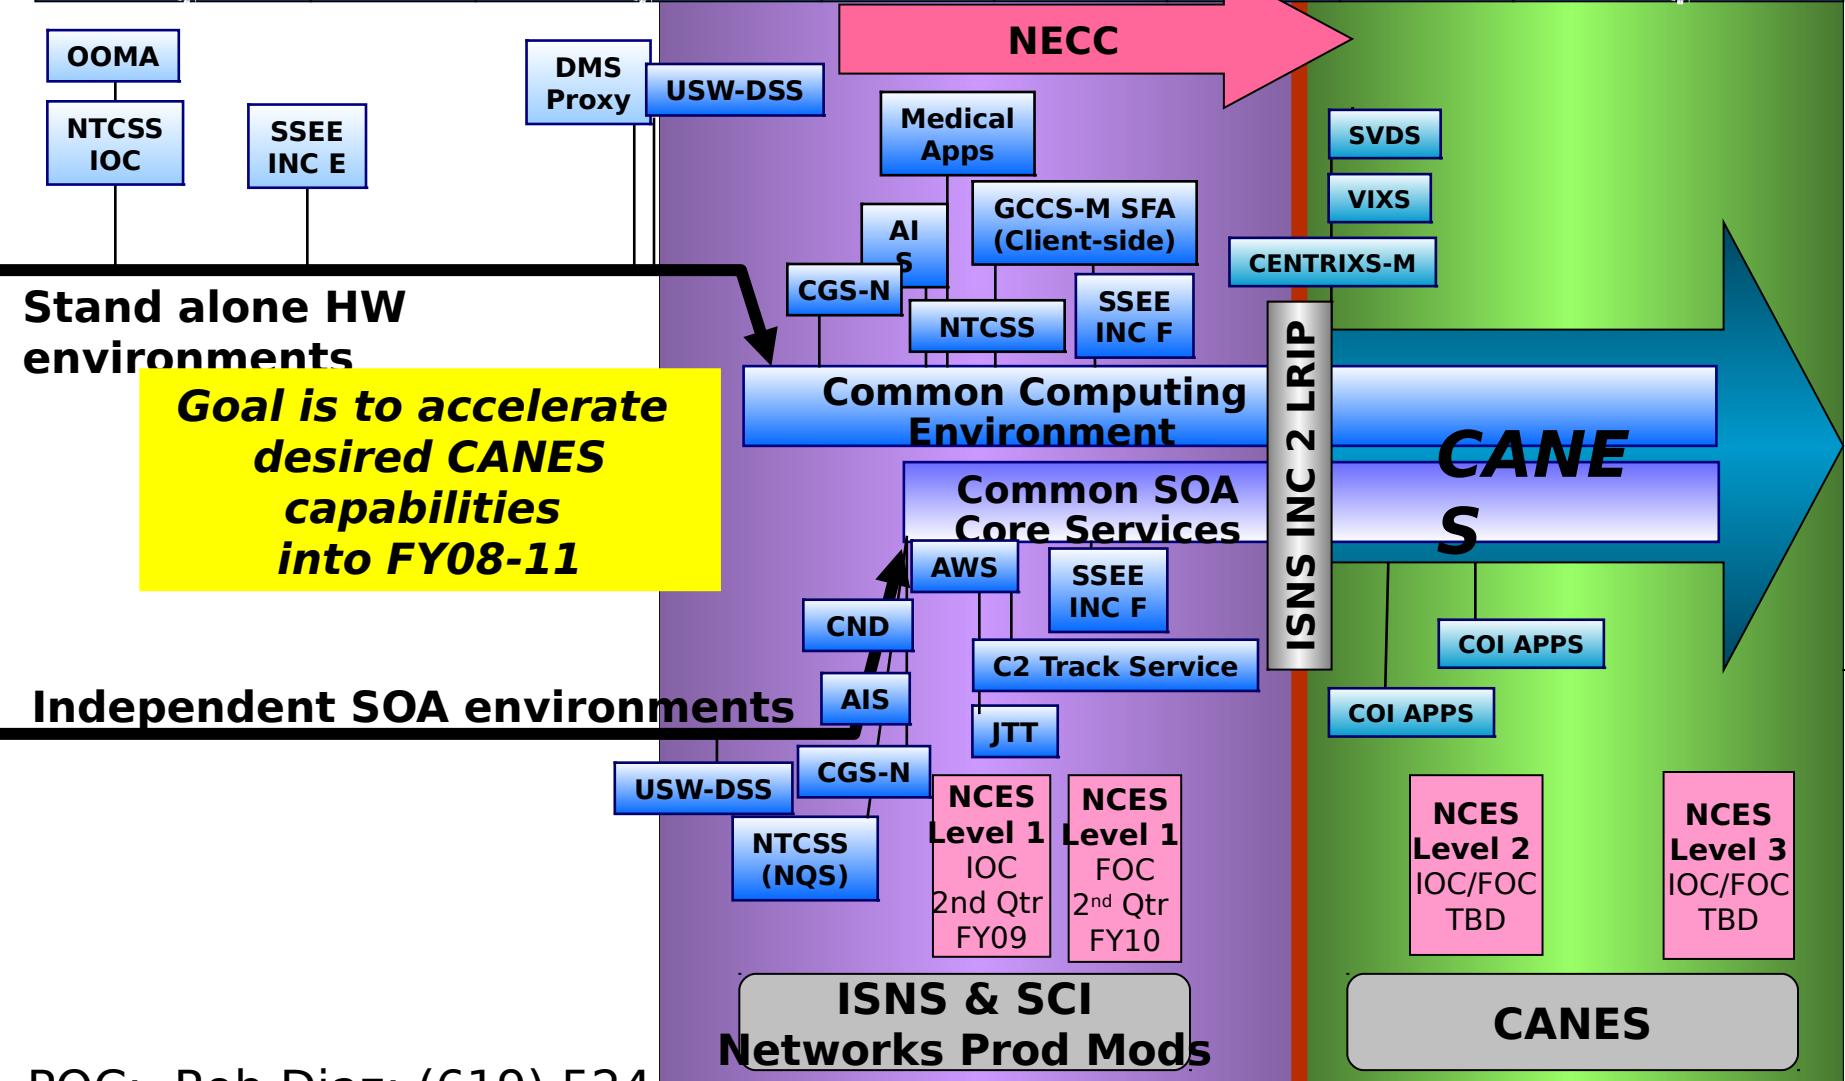 NECC
OOMA
DMS
Proxy
USW-DSS
NTCSS
IOC
SSEE
INC E
Medical
Apps
SVDS
VIXS
GCCS-M SFA
(Client-side)
AI
S
CENTRIXS-M
CGS-N
NTCSS
SSEE
INC F
Stand alone HW
environments
Goal is to accelerate
desired CANES
capabilities
into FY08-11
Common Computing
Environment
ISNS INC 2 LRIP
CANE
S
Common SOA
Core Services
AWS
SSEE
INC F
CND
C2 Track Service
COI APPS
COI APPS
Independent SOA environments
AIS
JTT
USW-DSS
CGS-N
NTCSS
(NQS)
NCES
Level 1
IOC
2nd Qtr
FY09
NCES
Level 1
FOC
2nd Qtr
FY10
NCES
Level 2
IOC/FOC
TBD
NCES
Level 3
IOC/FOC
TBD
ISNS & SCI
Networks Prod Mods
CANES
POC: Rob Diaz; (619) 524